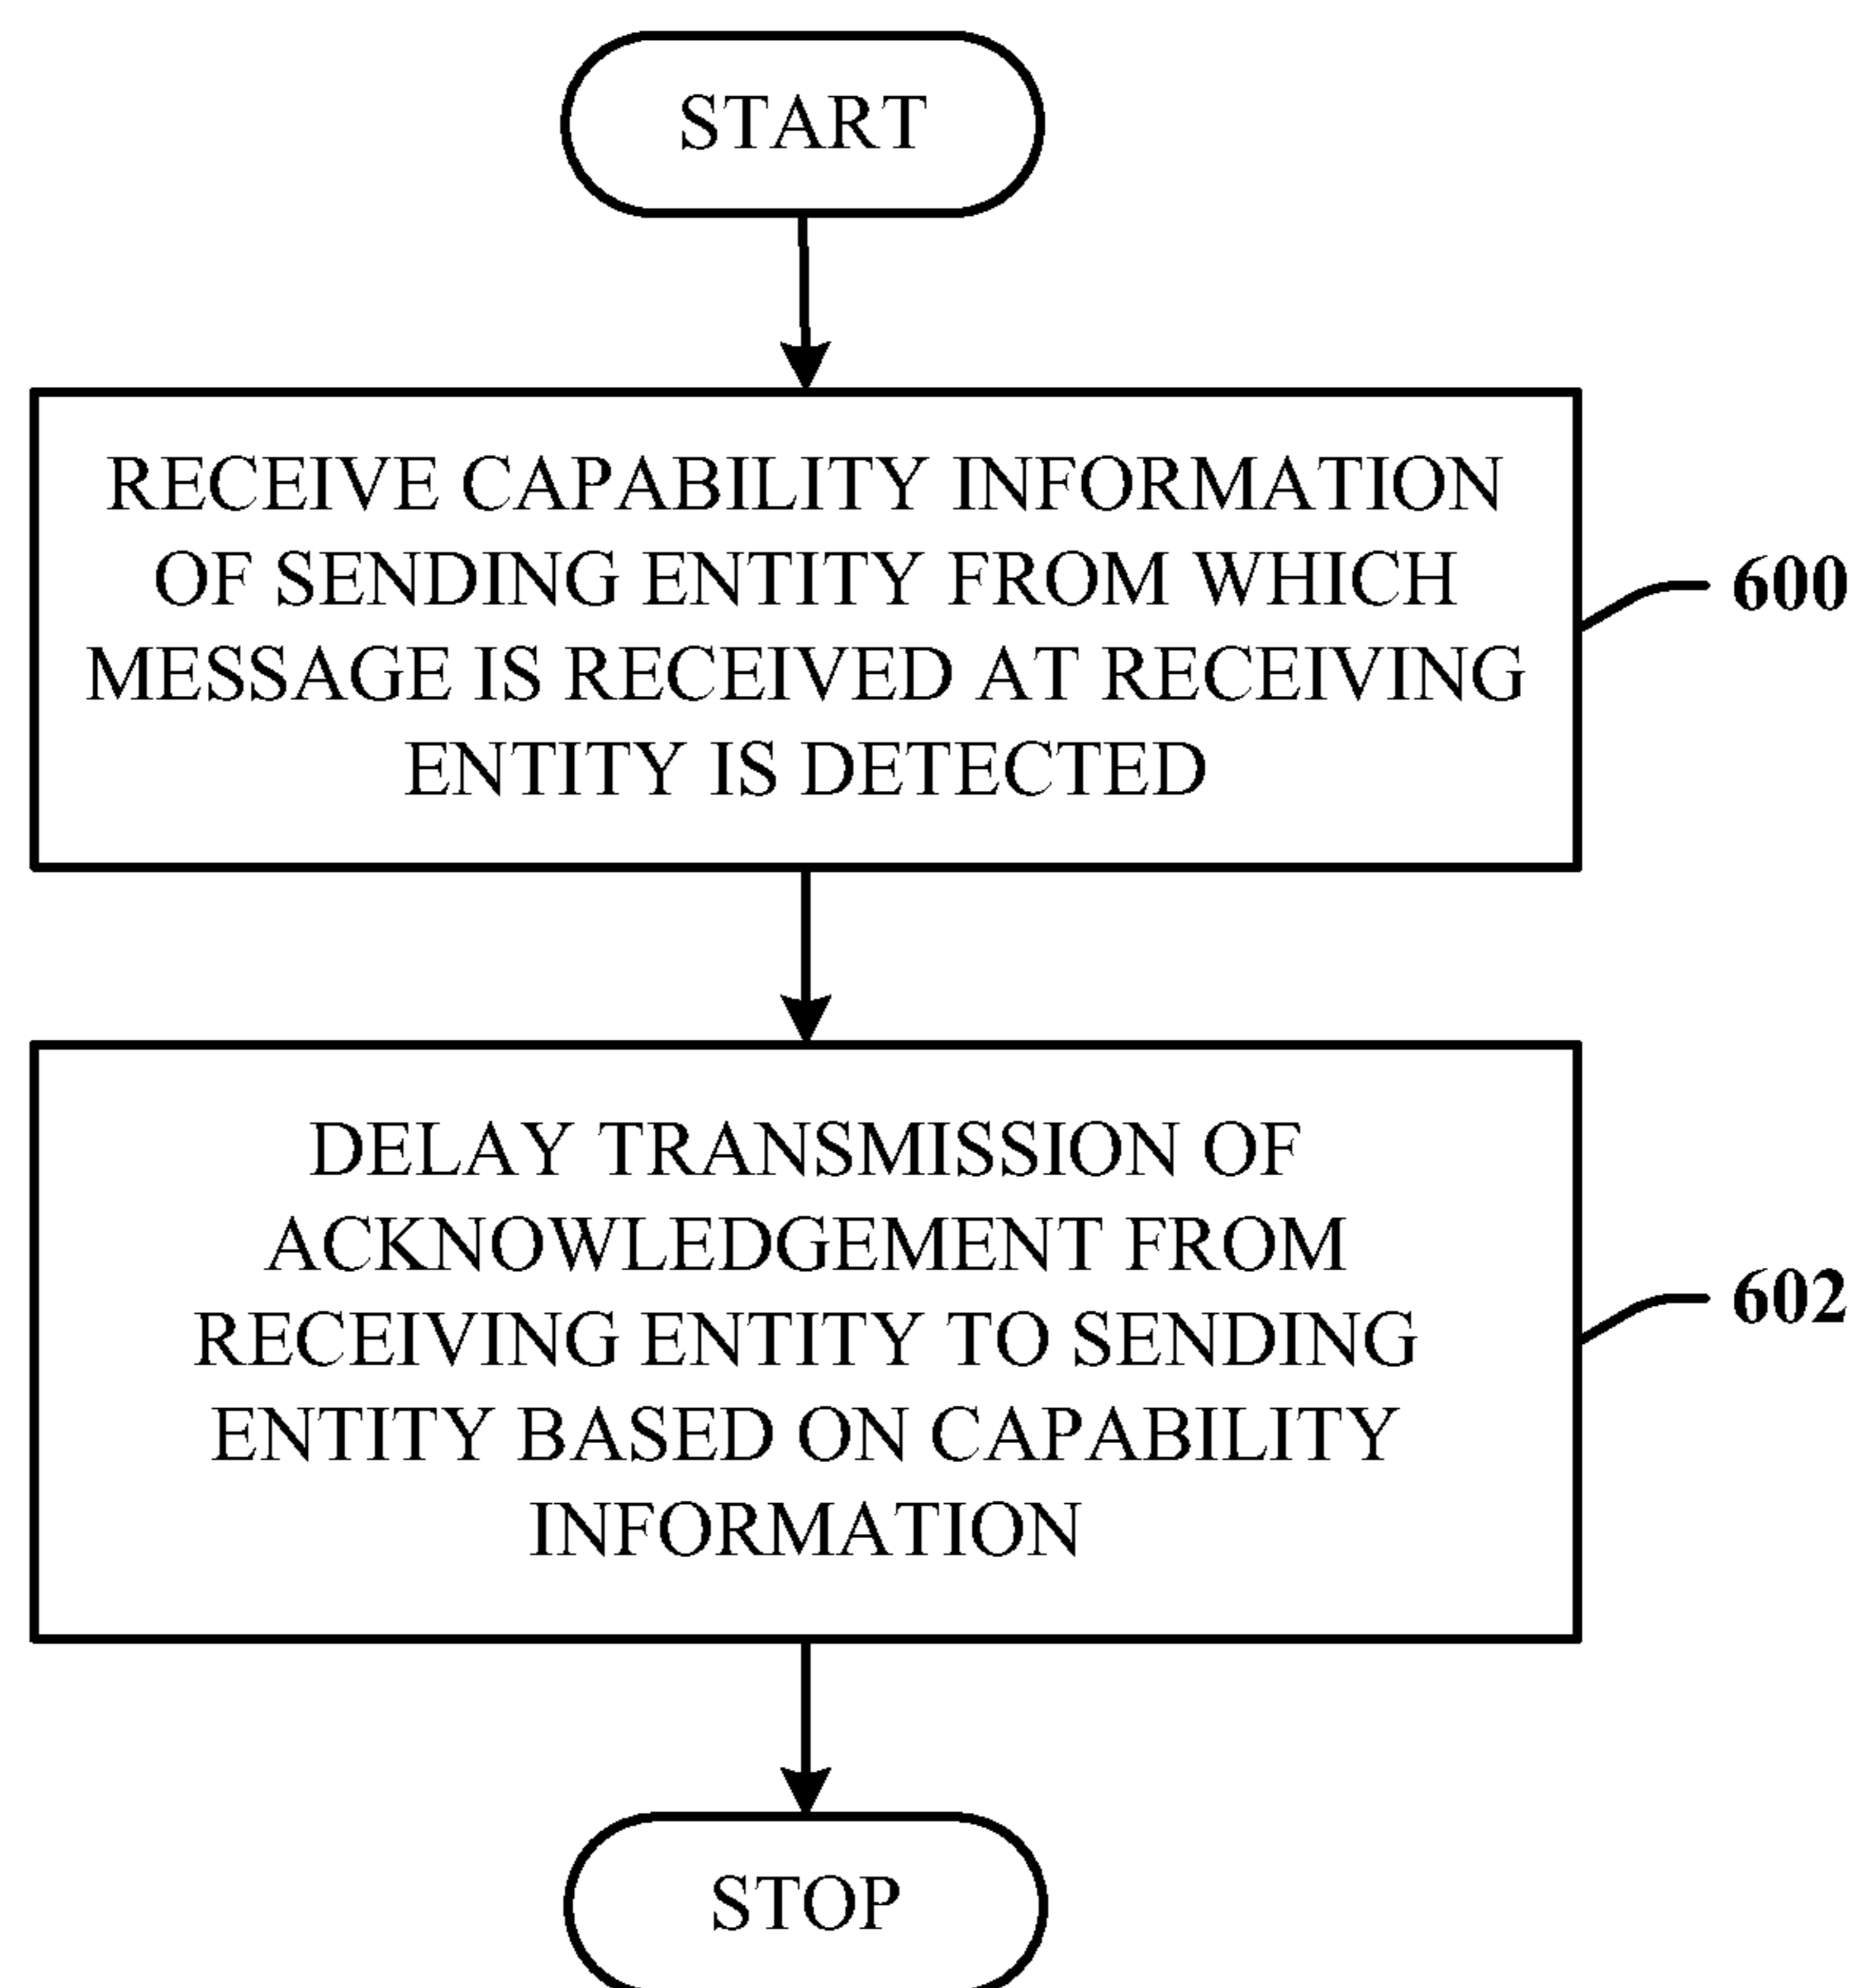 START
RECEIVE CAPABILITY INFORMATION
OF SENDING ENTITY FROM WHICH
MESSAGE IS RECEIVED AT RECEIVING
ENTITY IS DETECTED
600
DELAY TRANSMISSION OF
ACKNOWLEDGEMENT FROM
RECEIVING ENTITY TO SENDING
ENTITY BASED ON CAPABILITY
INFORMATION
602
STOP